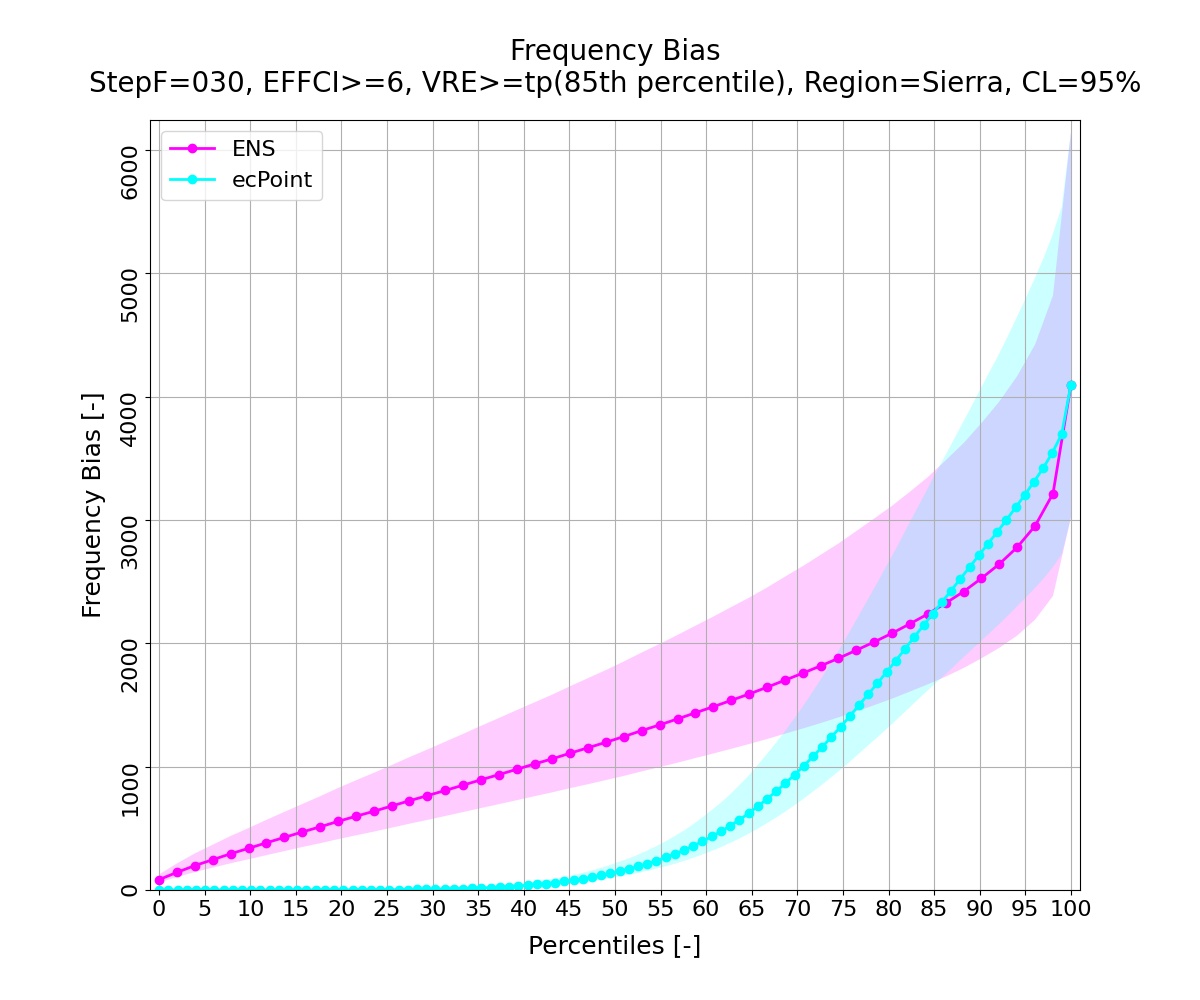 Frequency Bias
StepF=030, EFFCI>=6, VRE>=tp(85th percentile), Region=Sierra, CL=95%
ENS
ecPoint
Frequency Bias [-]
6000
5000
4000
3000
2000
1000
0
0 5 10 15 20 25 30 35 40 45 50 55 60 65 70 75 80 85 90 95 100
Percentiles [-]